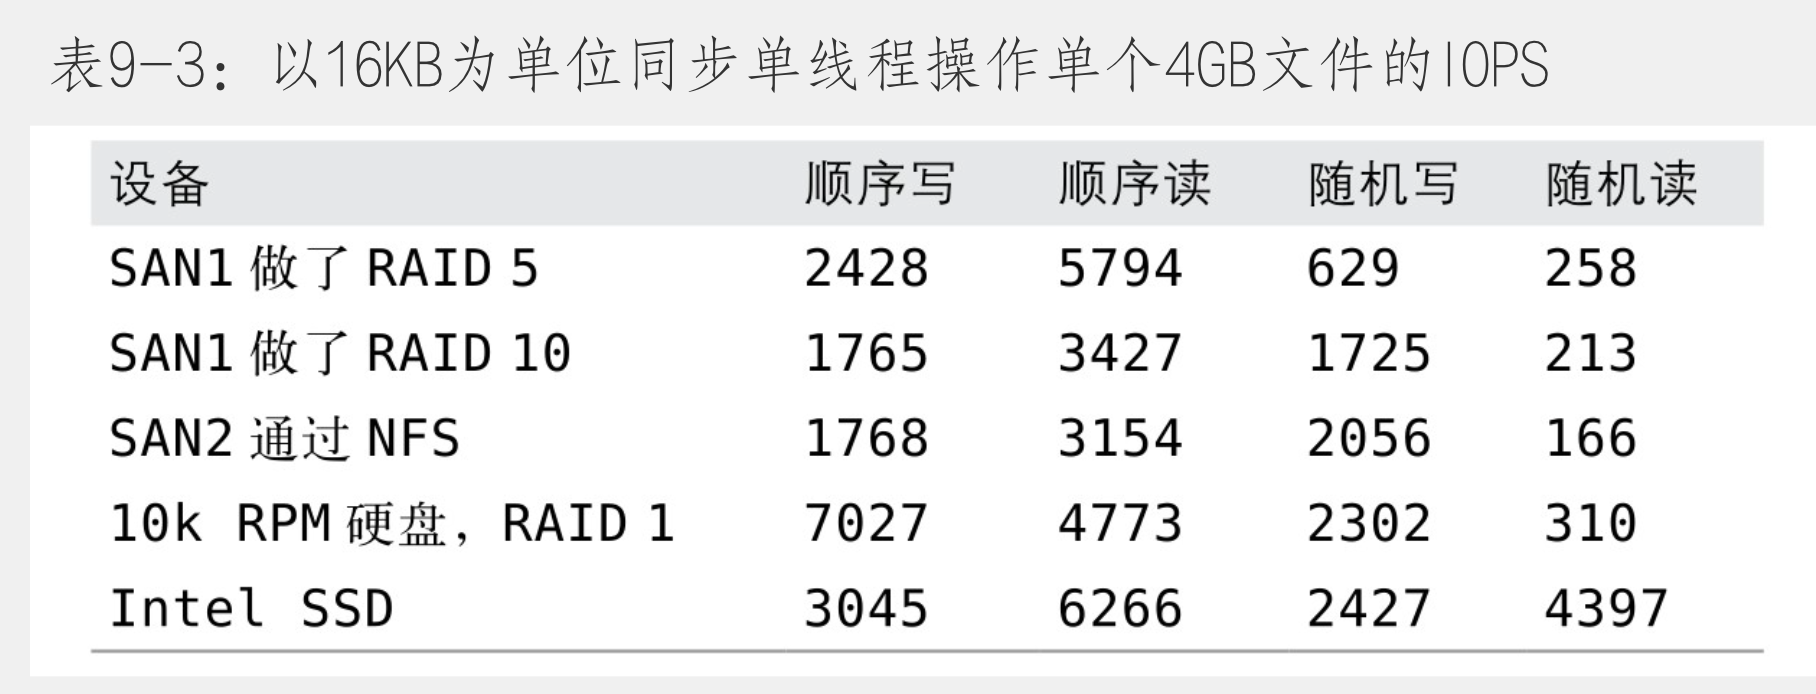 表9-3：以16KB为单位同步单线程操作单个4GB文件的IOPS
设备 顺序写 顺序读 随机写 随机读
SAN1 做了 RAID 5 2428 5794 629 258
SAN1 做了 RAID 10 1765 3427 1725 213
SAN2 通过 NFS 1768 3154 2056 166
10k RPM 硬盘，RAID 1 7027 4773 2302 310
Intel SSD 3045 6266 2427 4397